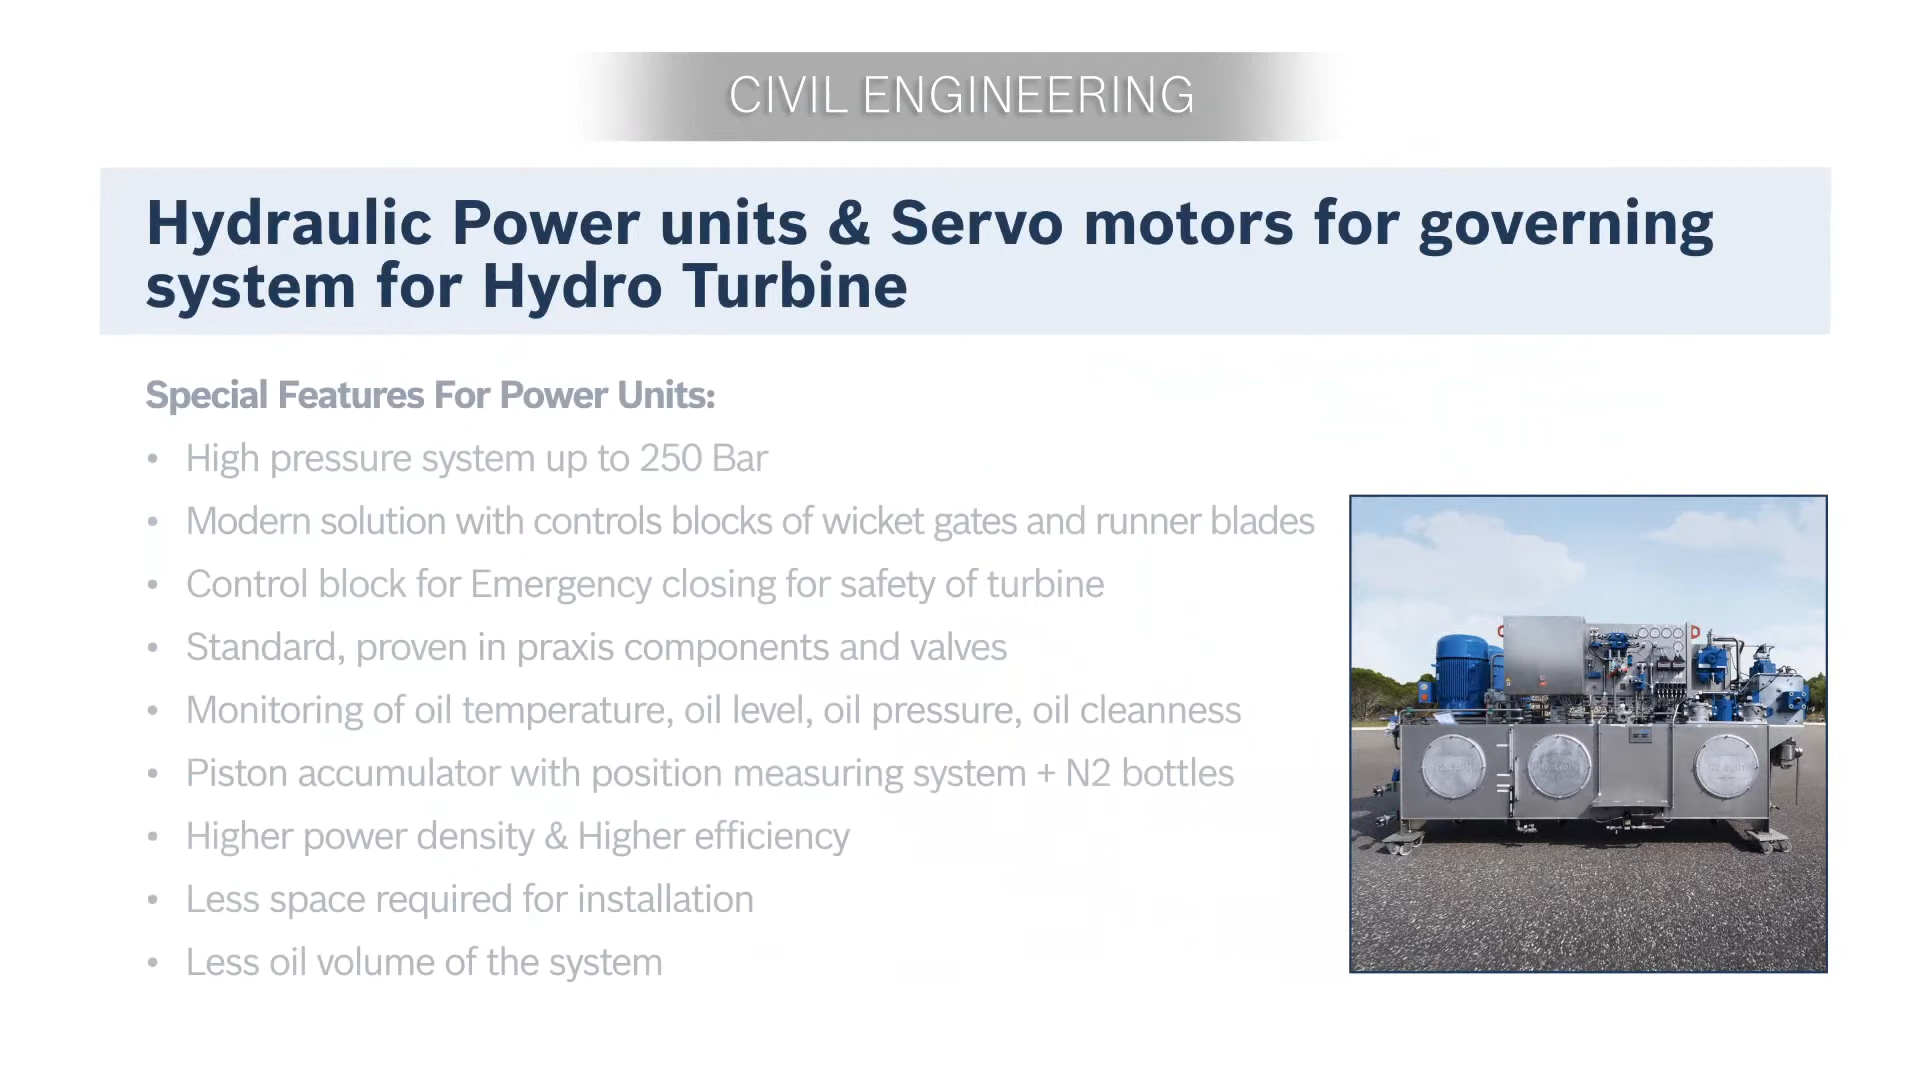 CIVIL ENGINEERING
Hydraulic Power units & Servo motors for governing
system for Hydro Turbine
Special Features For Power Units:
• High pressure system up to 250 Bar
• Modern solution with controls blocks of wicket gates and runner blades
• Control block for Emergency closing for safety of turbine
• Standard, proven in praxis components and valves
• Monitoring of oil temperature, oil level, oil pressure, oil cleanness
• Piston accumulator with position measuring system + N2 bottles
• Higher power density & Higher efficiency
• Less space required for installation
• Less oil volume of the system